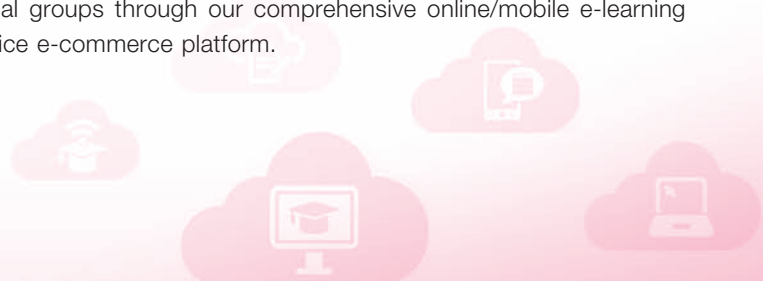 al groups through our comprehensive online/mobile e-learning
ice e-commerce platform.